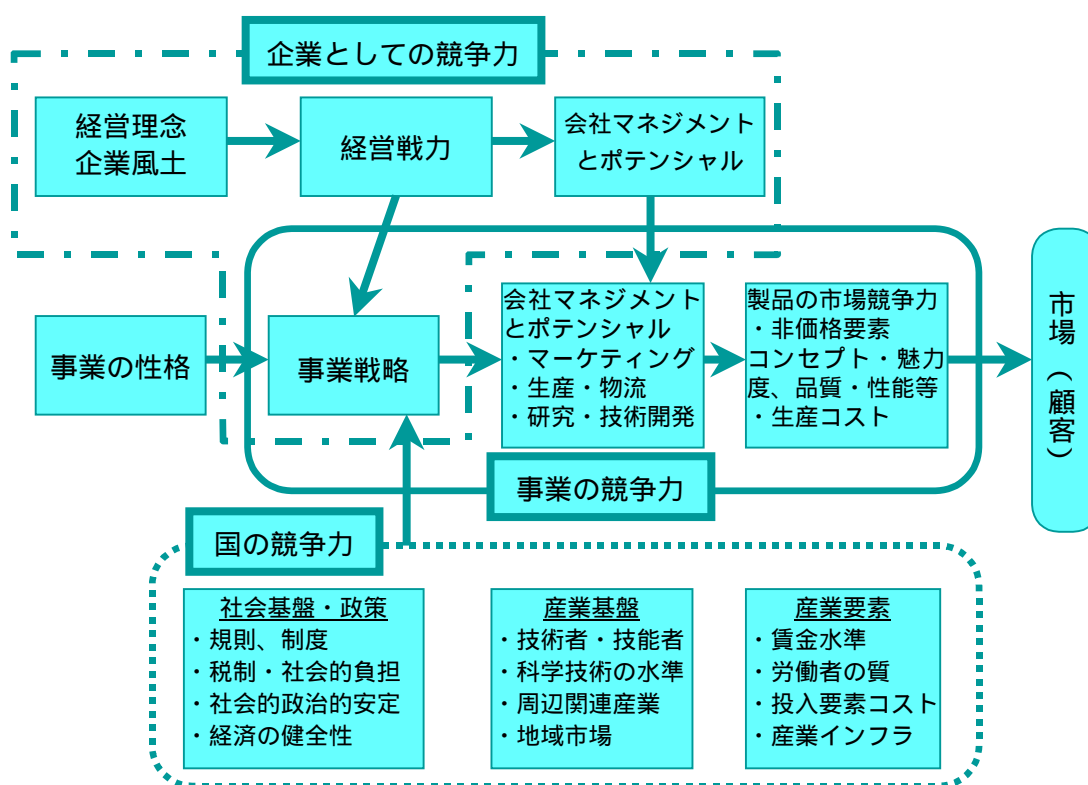 企業としての競争力
経営理念
企業風土
経営戦力
会社マネジメント
とポテンシャル
事業の性格
事業戦略
会社マネジメント
とポテンシャル
・マーケティング
・生産・物流
・研究・技術開発
製品の市場競争力
・非価格要素
コンセプト・魅力
度、品質・性能等
・生産コスト
市場（顧客）
事業の競争力
国の競争力
社会基盤・政策
・規則、制度
・税制・社会的負担
・社会的政治的安定
・経済の健全性
産業基盤
・技術者・技能者
・科学技術の水準
・周辺関連産業
・地域市場
産業要素
・賃金水準
・労働者の質
・投入要素コスト
・産業インフラ